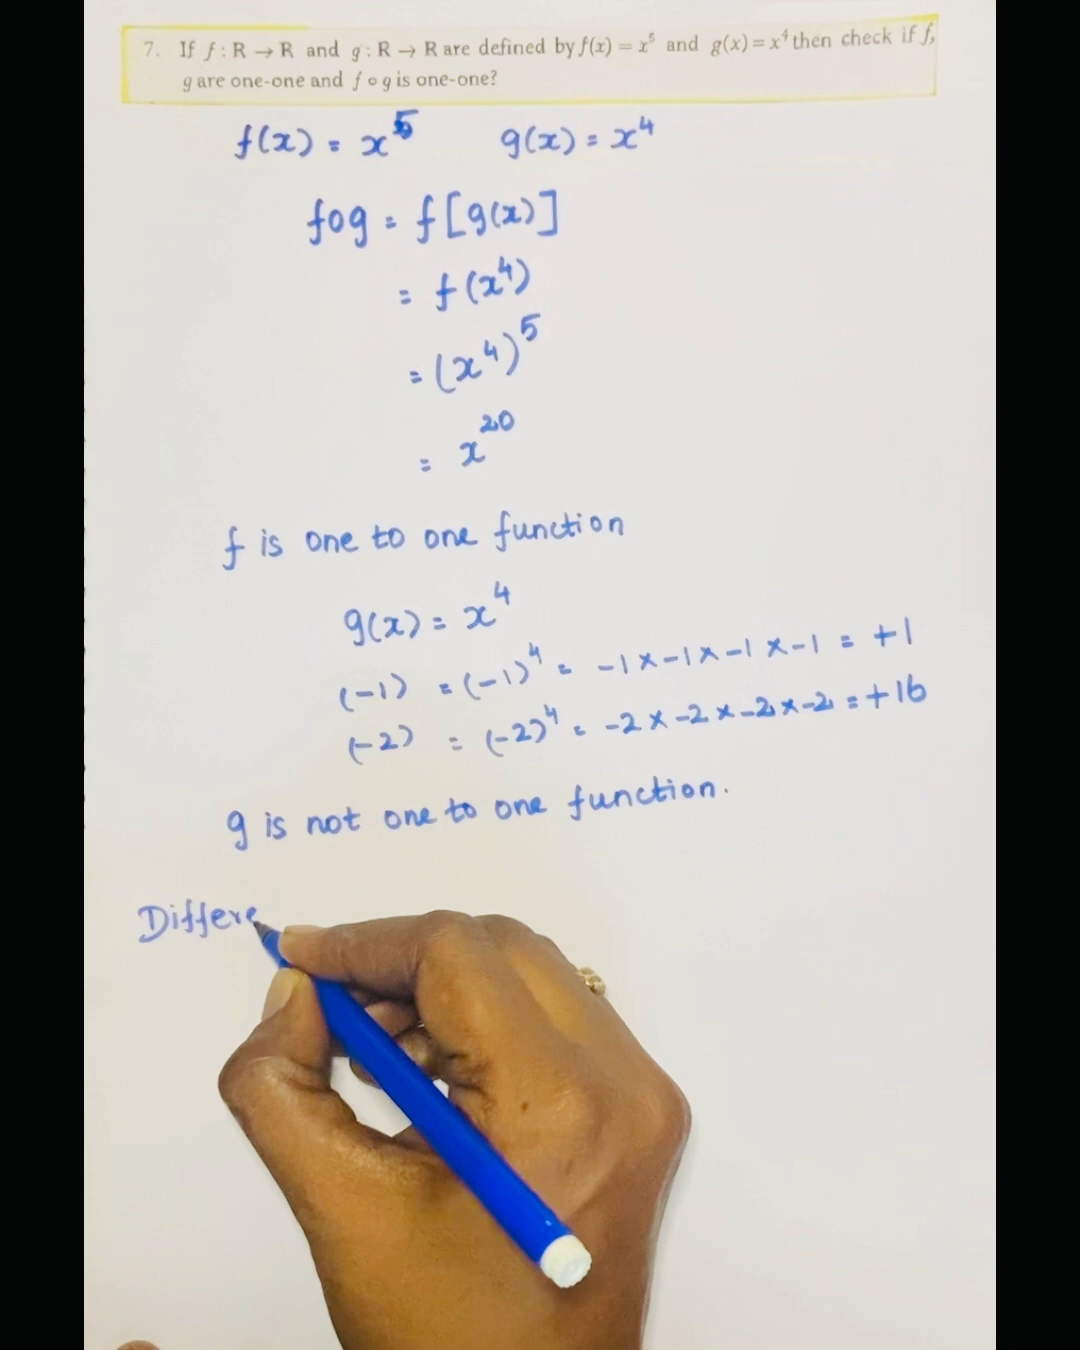 7. If f : R → R and g : R → R are defined by f(x) = x⁵ and g(x) = x⁴ then check if f,
g are one-one and f ∘ g is one-one?
f(x) = x⁵ g(x) = x⁴
fog = f[g(x)]
= f(x⁴)
= (x⁴)⁵
= x²⁰
f is one to one function
g(x) = x⁴
(-1) = (-1)⁴ = -1 x -1 x -1 x -1 = +1
(-2) = (-2)⁴ = -2 x -2 x -2 x -2 = +16
g is not one to one function.
Differe